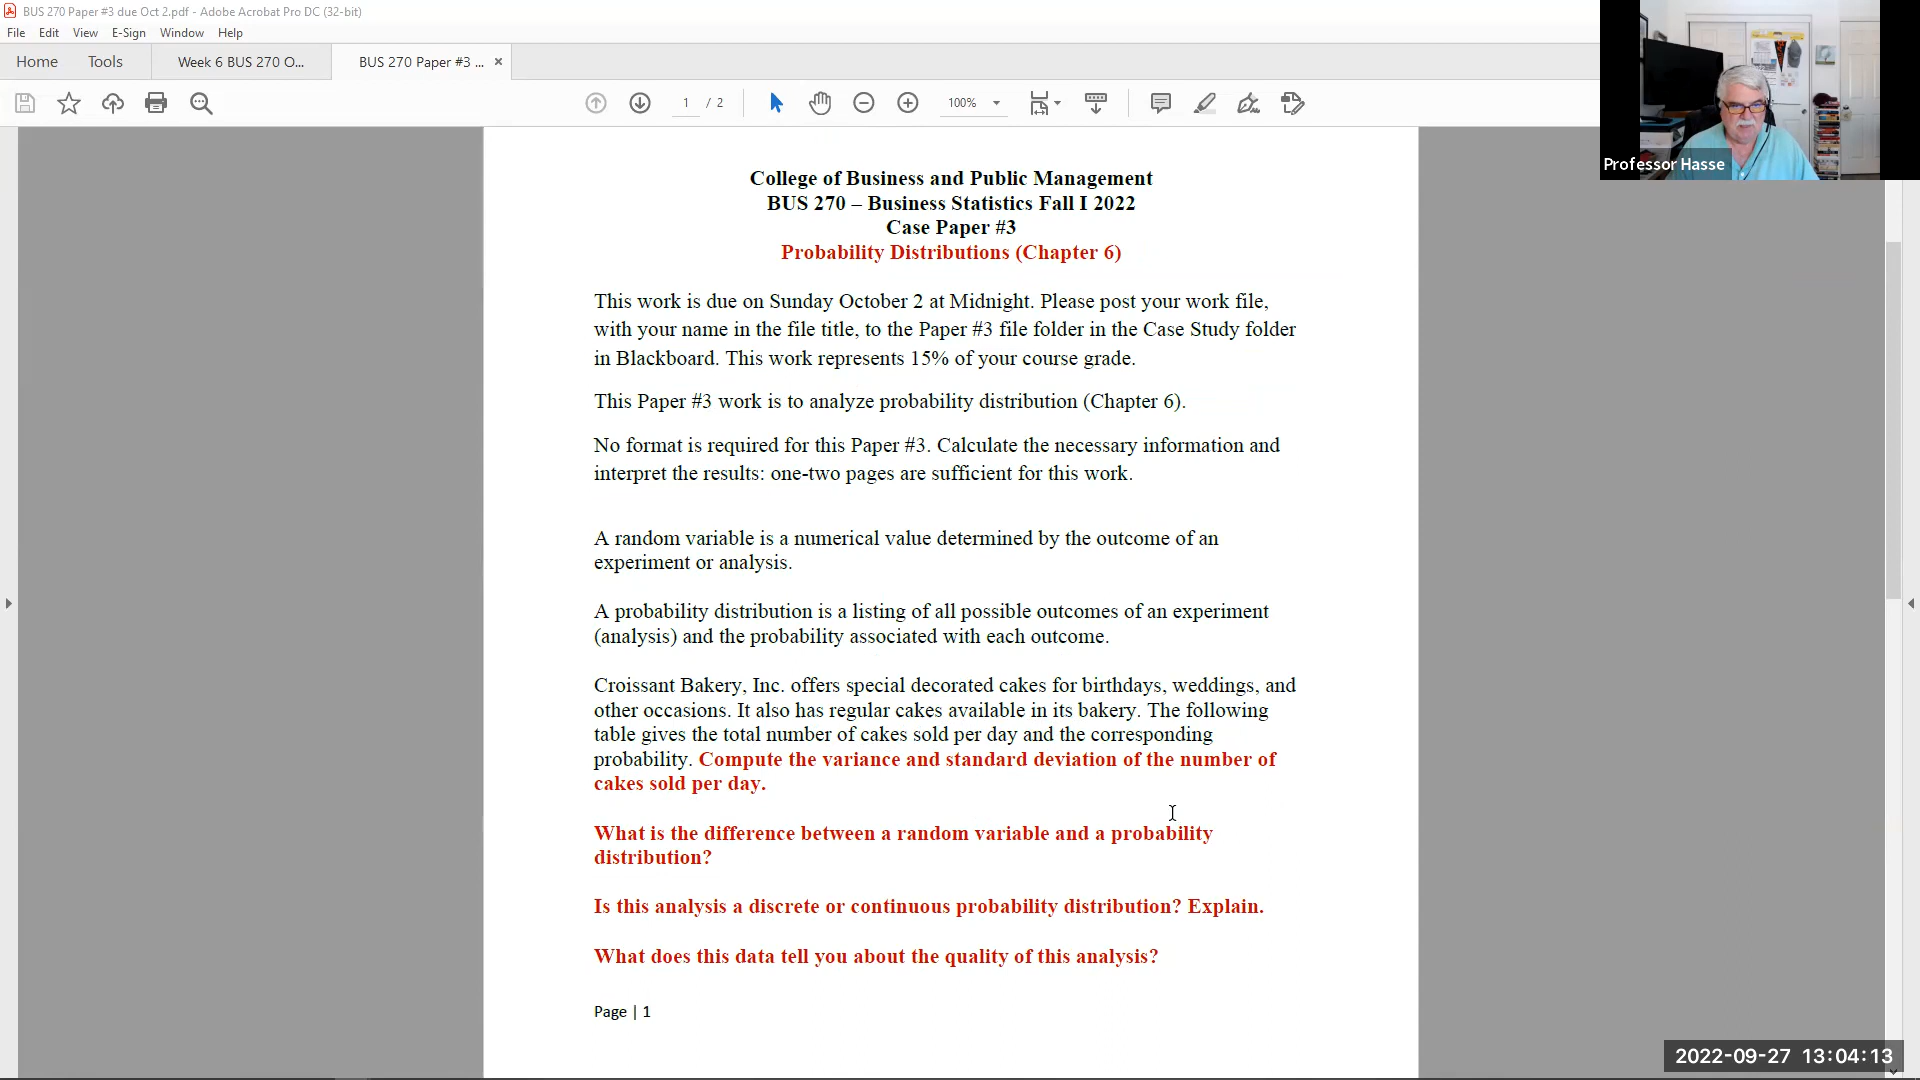 BUS 270 Paper #3 due Oct 2.pdf - Adobe Acrobat Pro DC (32-bit)
File Edit View E-Sign Window Help
Home Tools Week 6 BUS 270 O... BUS 270 Paper #3 ... ×
1 / 2 100%
Professor Hasse
College of Business and Public Management
BUS 270 – Business Statistics Fall I 2022
Case Paper #3
Probability Distributions (Chapter 6)
This work is due on Sunday October 2 at Midnight. Please post your work file,
with your name in the file title, to the Paper #3 file folder in the Case Study folder
in Blackboard. This work represents 15% of your course grade.
This Paper #3 work is to analyze probability distribution (Chapter 6).
No format is required for this Paper #3. Calculate the necessary information and
interpret the results: one-two pages are sufficient for this work.
A random variable is a numerical value determined by the outcome of an
experiment or analysis.
A probability distribution is a listing of all possible outcomes of an experiment
(analysis) and the probability associated with each outcome.
Croissant Bakery, Inc. offers special decorated cakes for birthdays, weddings, and
other occasions. It also has regular cakes available in its bakery. The following
table gives the total number of cakes sold per day and the corresponding
probability. Compute the variance and standard deviation of the number of
cakes sold per day.
What is the difference between a random variable and a probability
distribution?
Is this analysis a discrete or continuous probability distribution? Explain.
What does this data tell you about the quality of this analysis?
Page | 1
2022-09-27 13:04:13